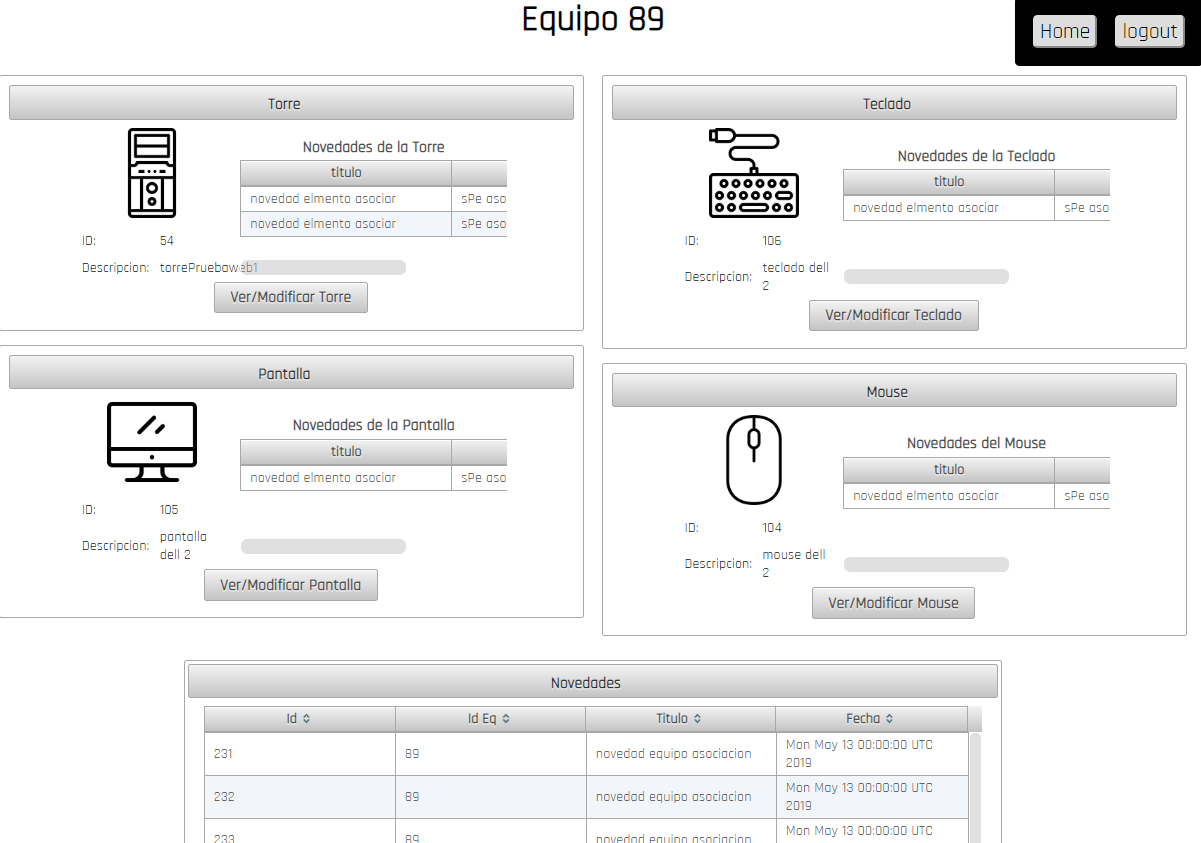 Equipo 89
Home
logout
Torre
Novedades de la Torre
titulo
novedad elmento asociar sPe aso
novedad elmento asociar sPe aso
ID: 54
Descripcion: torrePruebaweb1
Ver/Modificar Torre
Teclado
Novedades de la Teclado
titulo
novedad elmento asociar sPe aso
ID: 106
Descripcion: teclado dell
2
Ver/Modificar Teclado
Pantalla
Novedades de la Pantalla
titulo
novedad elmento asociar sPe aso
ID: 105
Descripcion: pantalla
dell 2
Ver/Modificar Pantalla
Mouse
Novedades del Mouse
titulo
novedad elmento asociar sPe aso
ID: 104
Descripcion: mouse dell
2
Ver/Modificar Mouse
Novedades
Id Id Eq Titulo Fecha
231 89 novedad equipo asociacion Mon May 13 00:00:00 UTC
2019
232 89 novedad equipo asociacion Mon May 13 00:00:00 UTC
2019
233 89 novedad equipo asociacion Mon May 13 00:00:00 UTC